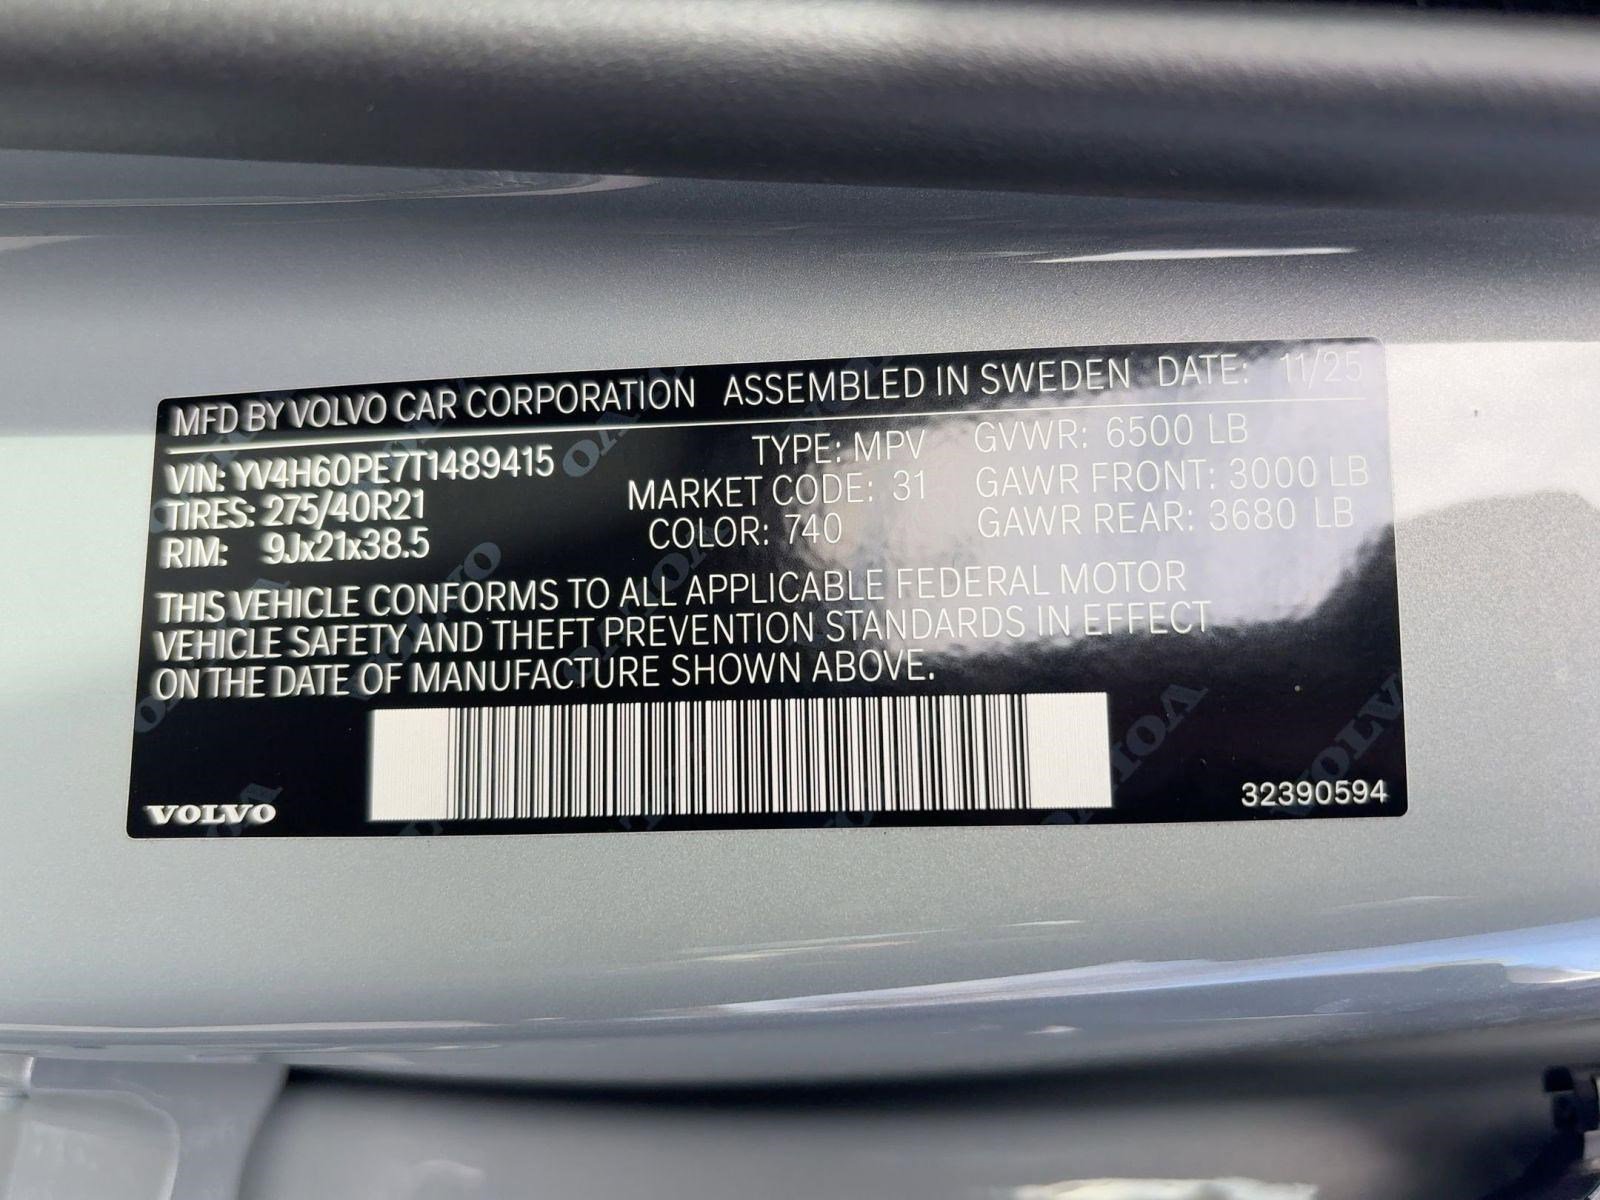 MFD BY VOLVO CAR CORPORATION ASSEMBLED IN SWEDEN DATE: 11/25
VIN: YV4H60PE7T1489415 TYPE: MPV GVWR: 6500 LB
TIRES: 275/40R21 MARKET CODE: 31 GAWR FRONT: 3000 LB
RIM: 9Jx21x38.5 COLOR: 740 GAWR REAR: 3680 LB
THIS VEHICLE CONFORMS TO ALL APPLICABLE FEDERAL MOTOR
VEHICLE SAFETY AND THEFT PREVENTION STANDARDS IN EFFECT
ON THE DATE OF MANUFACTURE SHOWN ABOVE.
VOLVO 32390594